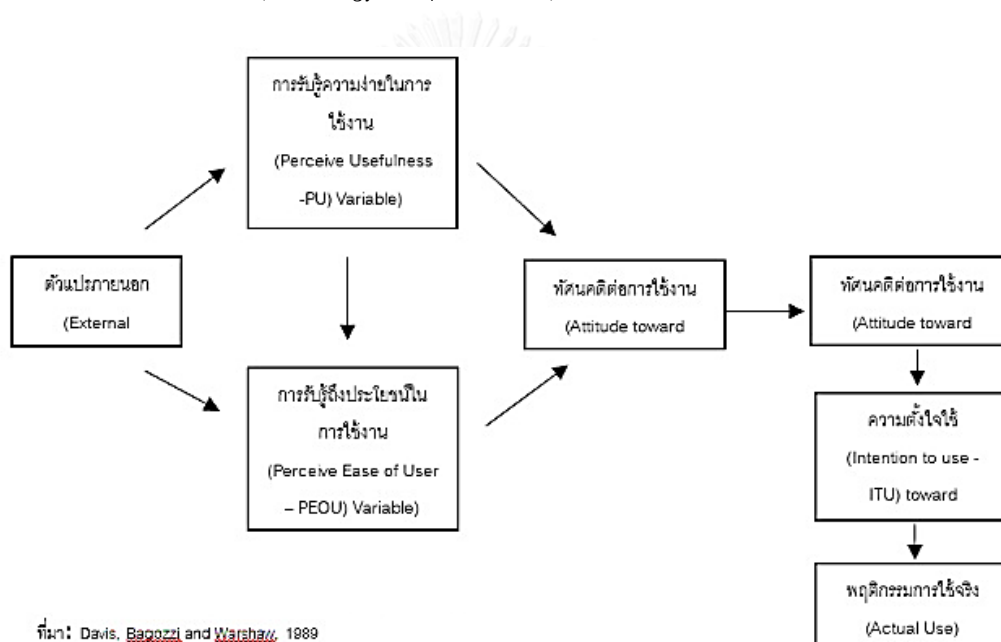 การรับรู้ความง่ายในการ
ใช้งาน
(Perceive Usefulness
-PU) Variable)
ตัวแปรภายนอก
(External
ทัศนคติต่อการใช้งาน
(Attitude toward
ทัศนคติต่อการใช้งาน
(Attitude toward
การรับรู้ถึงประโยชน์ใน
การใช้งาน
(Perceive Ease of User
– PEOU) Variable)
ความตั้งใจใช้
(Intention to use -
ITU) toward
พฤติกรรมการใช้จริง
(Actual Use)
ที่มา: Davis, Bagozzi and Warshaw, 1989